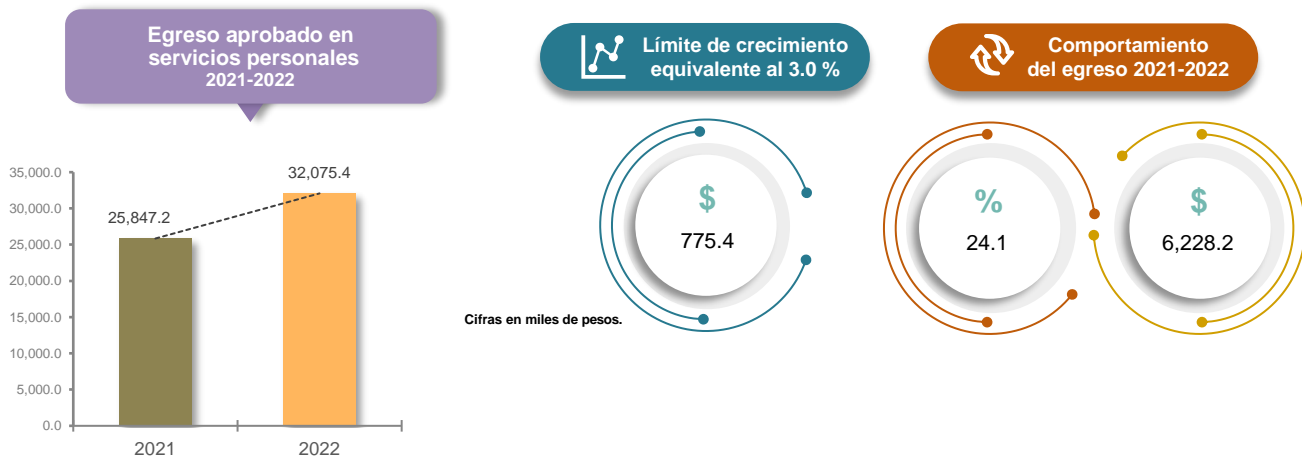 Egreso aprobado en
servicios personales
2021-2022
Límite de crecimiento
equivalente al 3.0 %
Comportamiento
del egreso 2021-2022
35,000.0
30,000.0
25,000.0
20,000.0
15,000.0
10,000.0
5,000.0
0.0
25,847.2
32,075.4
2021
2022
$
775.4
%
24.1
$
6,228.2
Cifras en miles de pesos.